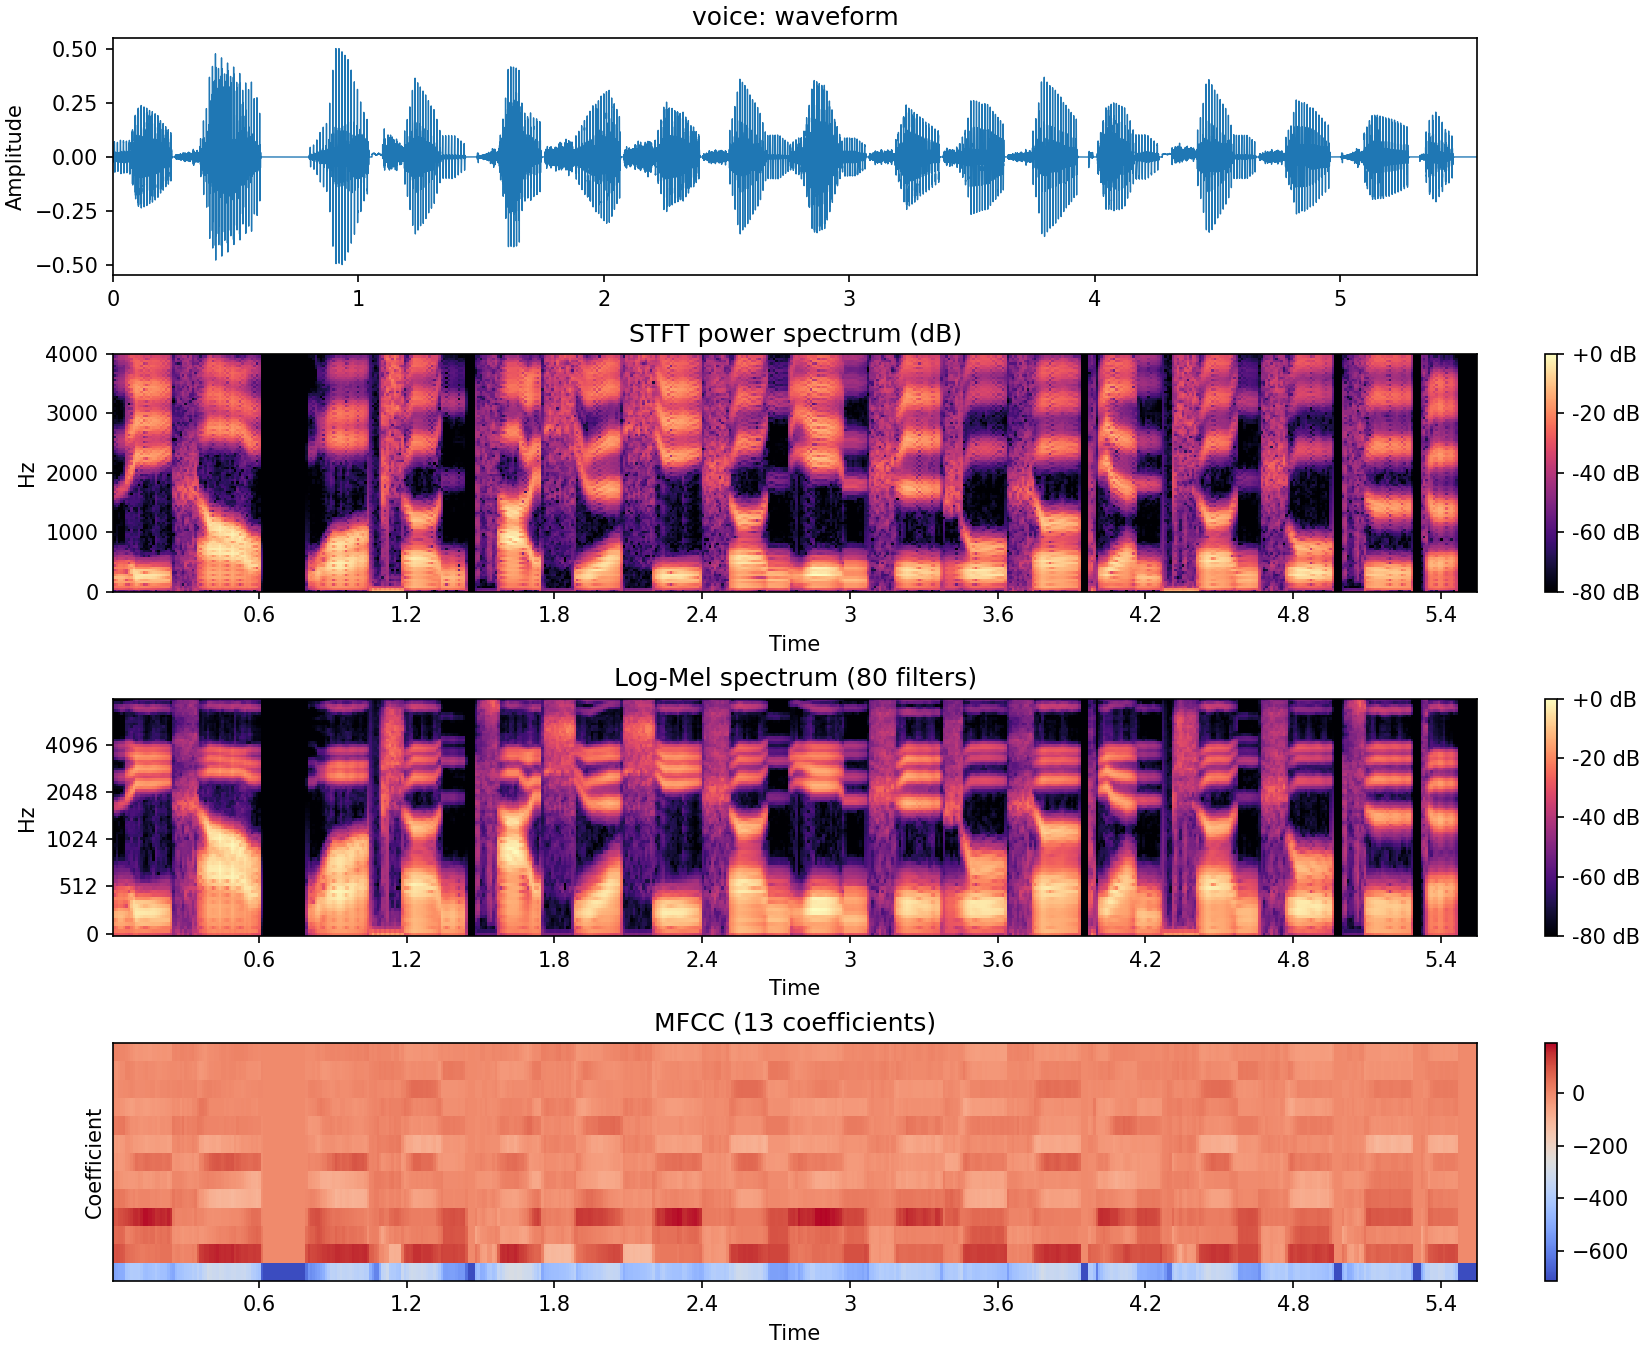 voice: waveform
Amplitude
0.50
0.25
0.00
−0.25
−0.50
0 1 2 3 4 5
STFT power spectrum (dB)
Hz
4000
3000
2000
1000
0
+0 dB
-20 dB
-40 dB
-60 dB
-80 dB
0.6 1.2 1.8 2.4 3 3.6 4.2 4.8 5.4
Time
Log-Mel spectrum (80 filters)
Hz
4096
2048
1024
512
0
+0 dB
-20 dB
-40 dB
-60 dB
-80 dB
0.6 1.2 1.8 2.4 3 3.6 4.2 4.8 5.4
Time
MFCC (13 coefficients)
Coefficient
0
−200
−400
−600
0.6 1.2 1.8 2.4 3 3.6 4.2 4.8 5.4
Time